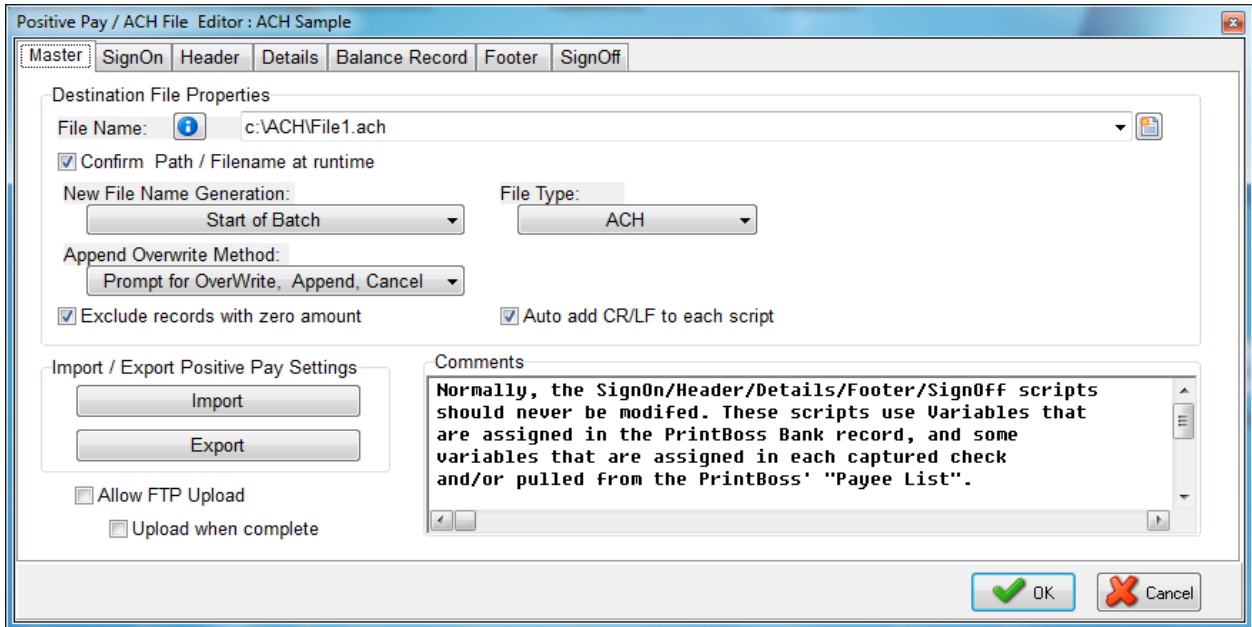 Positive Pay / ACH File Editor : ACH Sample
Master SignOn Header Details Balance Record Footer SignOff
Destination File Properties
File Name: c:\ACH\File1.ach
Confirm Path / Filename at runtime
New File Name Generation: File Type:
Start of Batch ACH
Append Overwrite Method:
Prompt for OverWrite, Append, Cancel
Exclude records with zero amount Auto add CR/LF to each script
Import / Export Positive Pay Settings
Import
Export
Allow FTP Upload
Upload when complete
Comments
Normally, the SignOn/Header/Details/Footer/SignOff scripts
should never be modifed. These scripts use Variables that
are assigned in the PrintBoss Bank record, and some
variables that are assigned in each captured check
and/or pulled from the PrintBoss' "Payee List".
OK Cancel